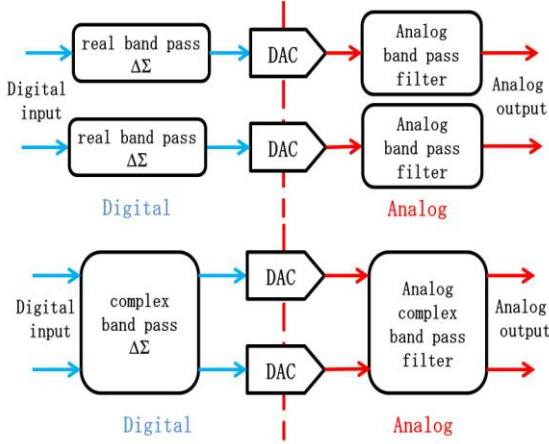 real band pass
ΔΣ
DAC
Analog
band pass
filter
Digital
input
Analog
output
real band pass
ΔΣ
DAC
Analog
band pass
filter
Digital
Analog
Digital
input
complex
band pass
ΔΣ
DAC
DAC
Analog
complex
band pass
filter
Analog
output
Digital
Analog